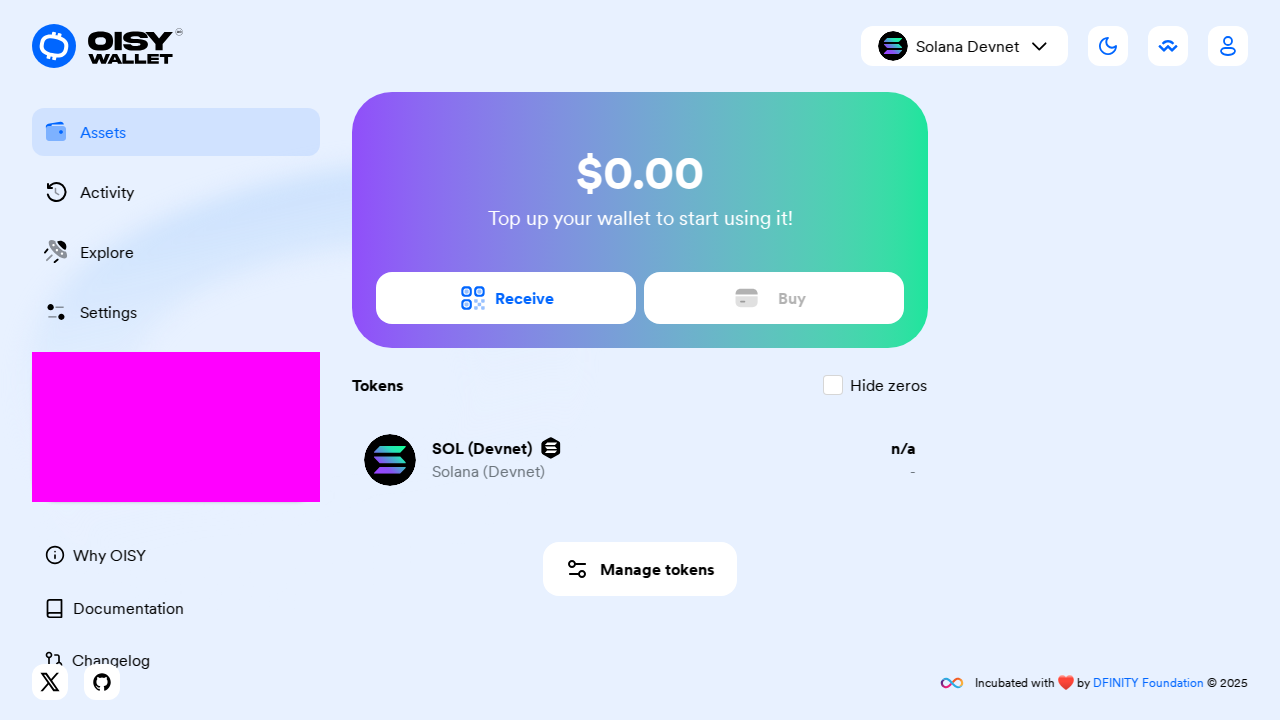 OISY
WALLET
Solana Devnet
Assets
Activity
Explore
Settings
$0.00
Top up your wallet to start using it!
Receive
Buy
Tokens
Hide zeros
SOL (Devnet)
n/a
Solana (Devnet)
-
Manage tokens
Why OISY
Documentation
Changelog
Incubated with ❤️ by DFINITY Foundation © 2025